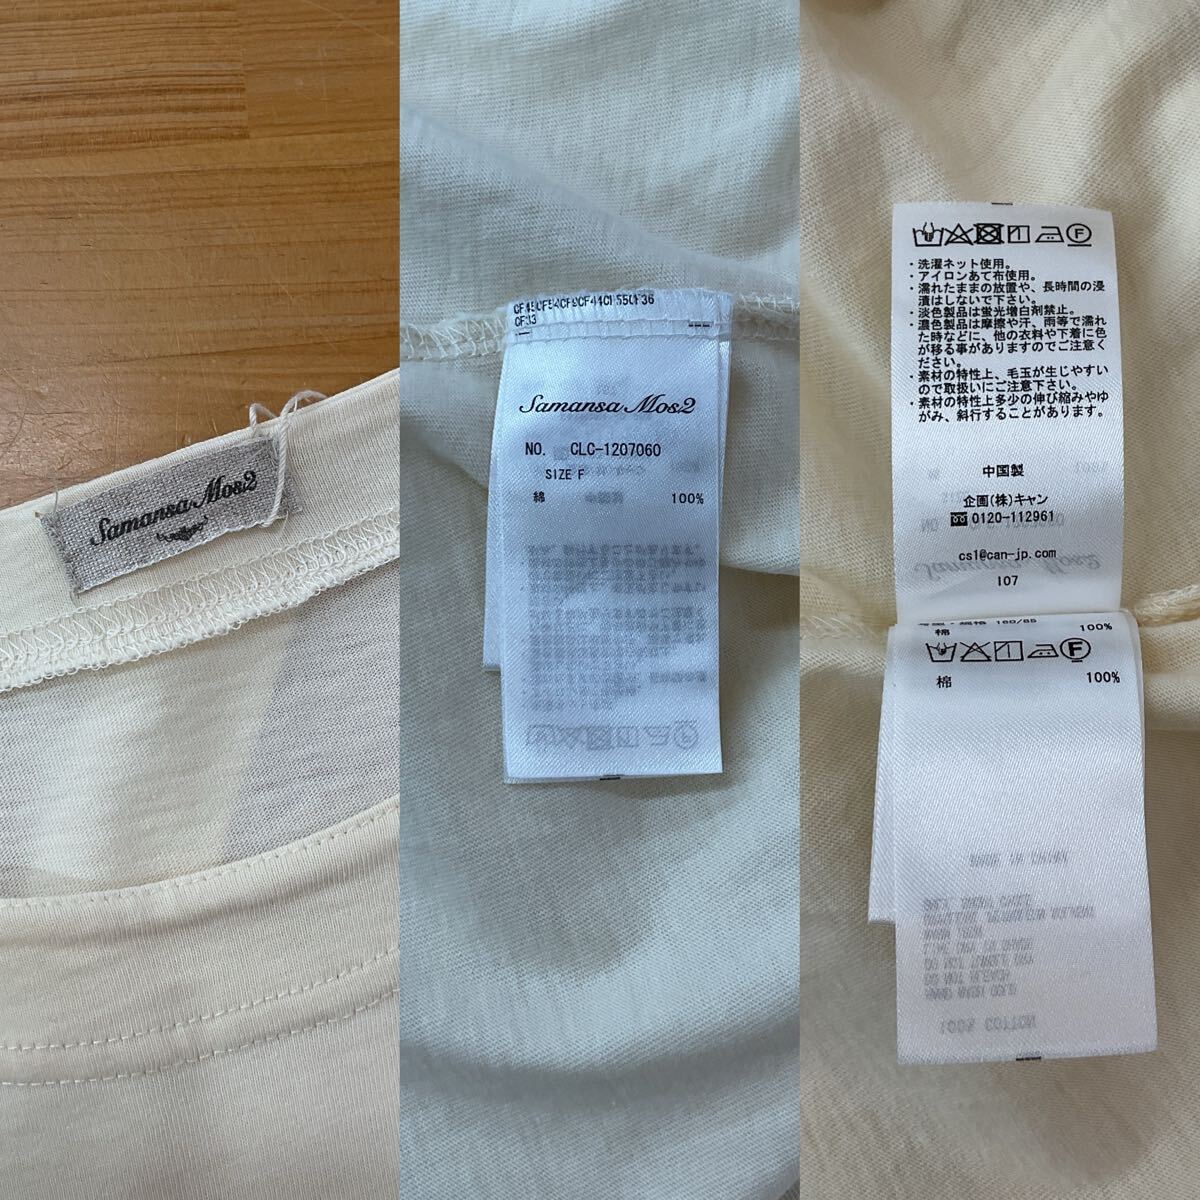 Samansa Mos2
Samansa Mos2
NO. CLC-1207060
SIZE F
綿 100%
・洗濯ネット使用。
・アイロンあて布使用。
・濡れたままの放置や、長時間の浸
漬はしないで下さい。
・淡色製品は蛍光増白剤禁止。
・濃色製品は摩擦や汗、雨等で濡れ
た時などに、他の衣料や下着に色
が移る事がありますのでご注意く
ださい。
・素材の特性上、毛玉が生じやすい
ので取扱いにご注意下さい。
・素材の特性上多少の伸び縮みやゆ
がみ、斜行することがあります。
中国製
企画(株)キャン
0120-112961
cs1@can-jp.com
107
160/85
棉 100%
棉 100%